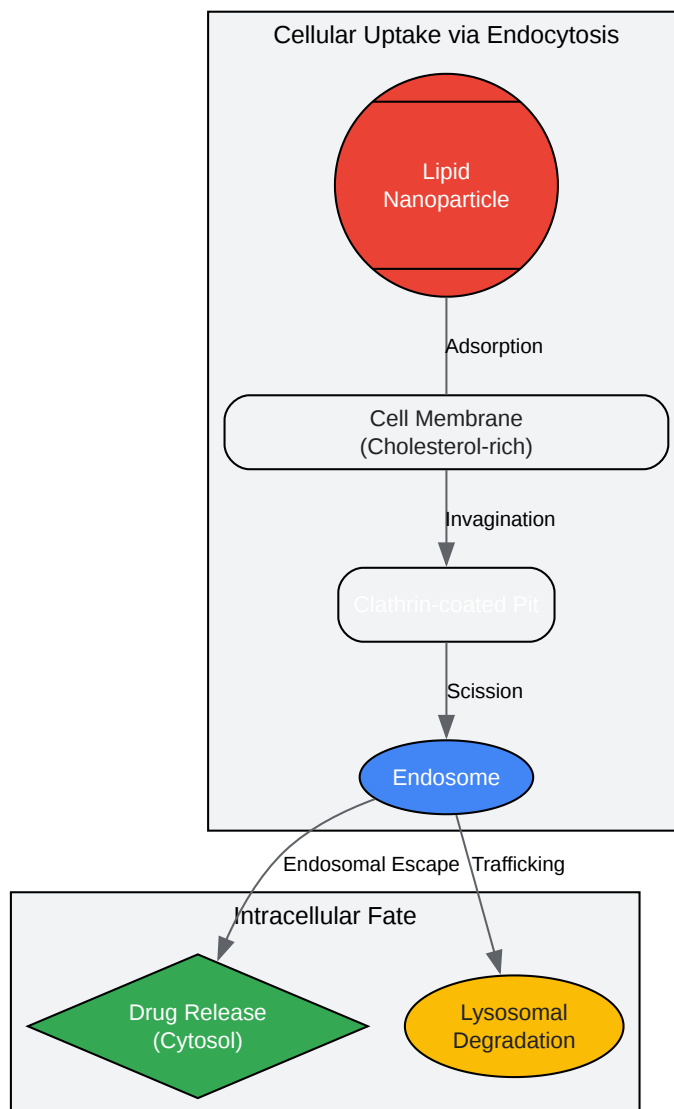 Cellular Uptake via Endocytosis
Lipid
Nanoparticle
Adsorption
Cell Membrane
(Cholesterol-rich)
Invagination
Clathrin-coated Pit
Scission
Endosome
Endosomal Escape
Trafficking
Intracellular Fate
Drug Release
(Cytosol)
Lysosomal
Degradation